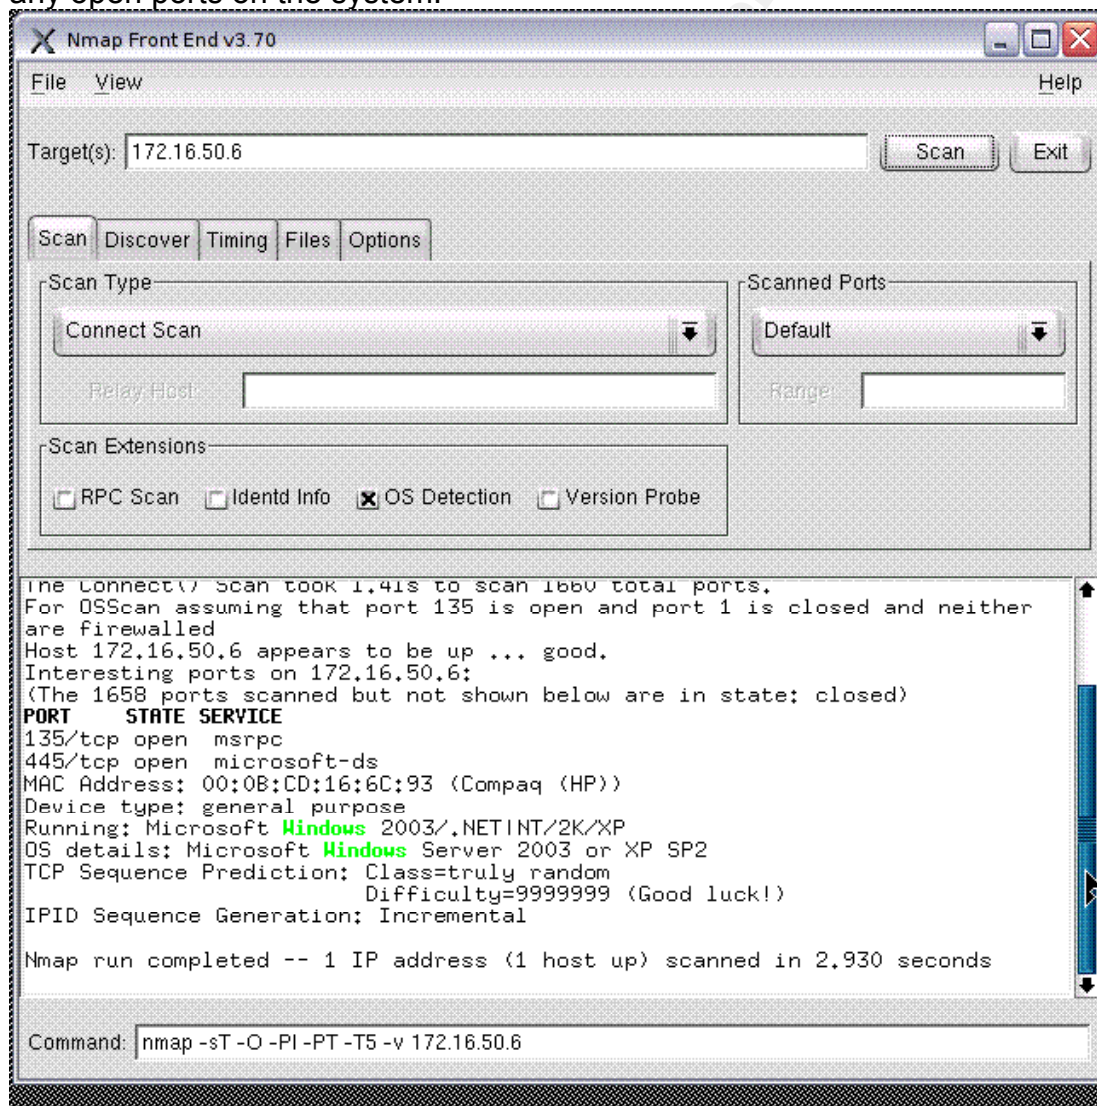 any open ports on the system.
Nmap Front End v3.70
File View Help
Target(s): 172.16.50.6 Scan Exit
Scan Discover Timing Files Options
Scan Type
Scanned Ports
Connect Scan
Default
Relay Host:
Range:
Scan Extensions
RPC Scan Identd Info OS Detection Version Probe
The Connect() Scan took 1.41s to scan 1660 total ports.
For OSScan assuming that port 135 is open and port 1 is closed and neither
are firewalled
Host 172.16.50.6 appears to be up ... good.
Interesting ports on 172.16.50.6:
(The 1658 ports scanned but not shown below are in state: closed)
PORT STATE SERVICE
135/tcp open msrpc
445/tcp open microsoft-ds
MAC Address: 00:0B:CD:16:6C:93 (Compaq (HP))
Device type: general purpose
Running: Microsoft Windows 2003/.NET|NT/2K/XP
OS details: Microsoft Windows Server 2003 or XP SP2
TCP Sequence Prediction: Class=truly random
Difficulty=9999999 (Good luck!)
IPID Sequence Generation: Incremental
Nmap run completed -- 1 IP address (1 host up) scanned in 2.930 seconds
Command: nmap -sT -O -PI -PT -T5 -v 172.16.50.6